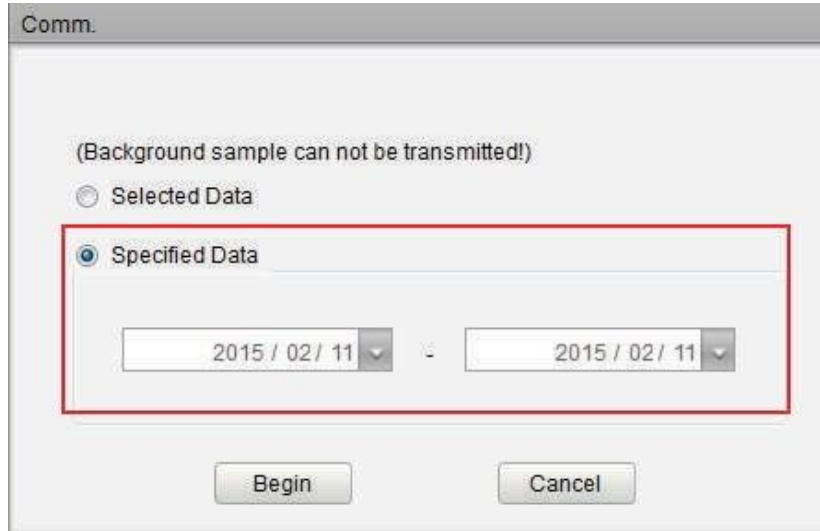 Comm.
(Background sample can not be transmitted!)
Selected Data
Specified Data
2015 / 02 / 11 - 2015 / 02 / 11
Begin Cancel